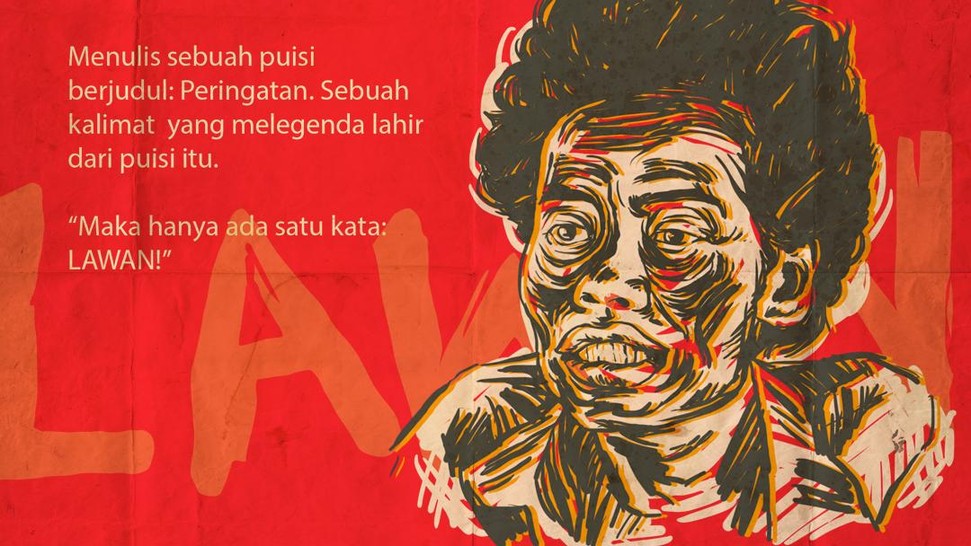 Menulis sebuah puisi
berjudul: Peringatan. Sebuah
kalimat yang melegenda lahir
dari puisi itu.
“Maka hanya ada satu kata:
LAWAN!”
LAWAN